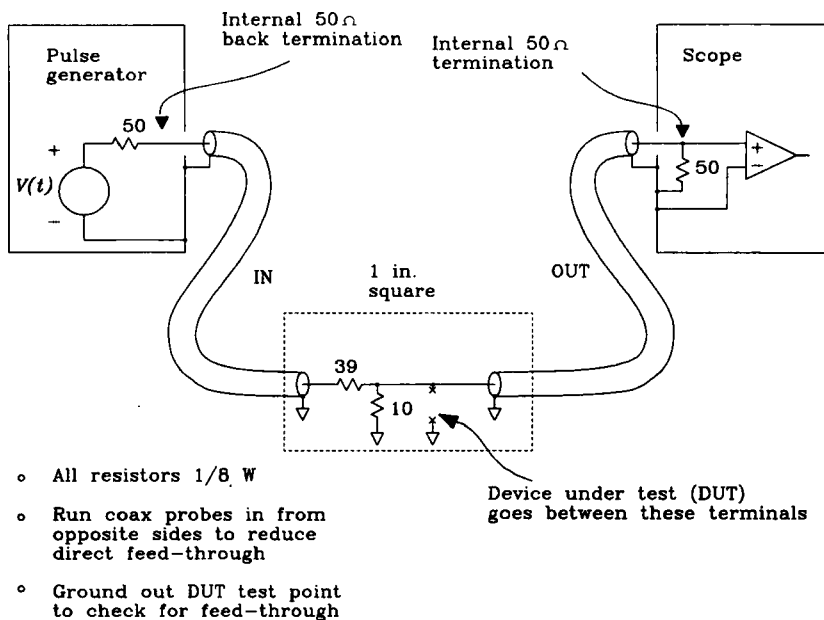 Internal 50Ω
back termination
Pulse
generator
Internal 50Ω
termination
Scope
50
+
V(t)
−
+
−
50
IN
OUT
1 in.
square
39
10
x
x
Device under test (DUT)
goes between these terminals
∘ All resistors 1/8 W
∘ Run coax probes in from
opposite sides to reduce
direct feed-through
∘ Ground out DUT test point
to check for feed-through